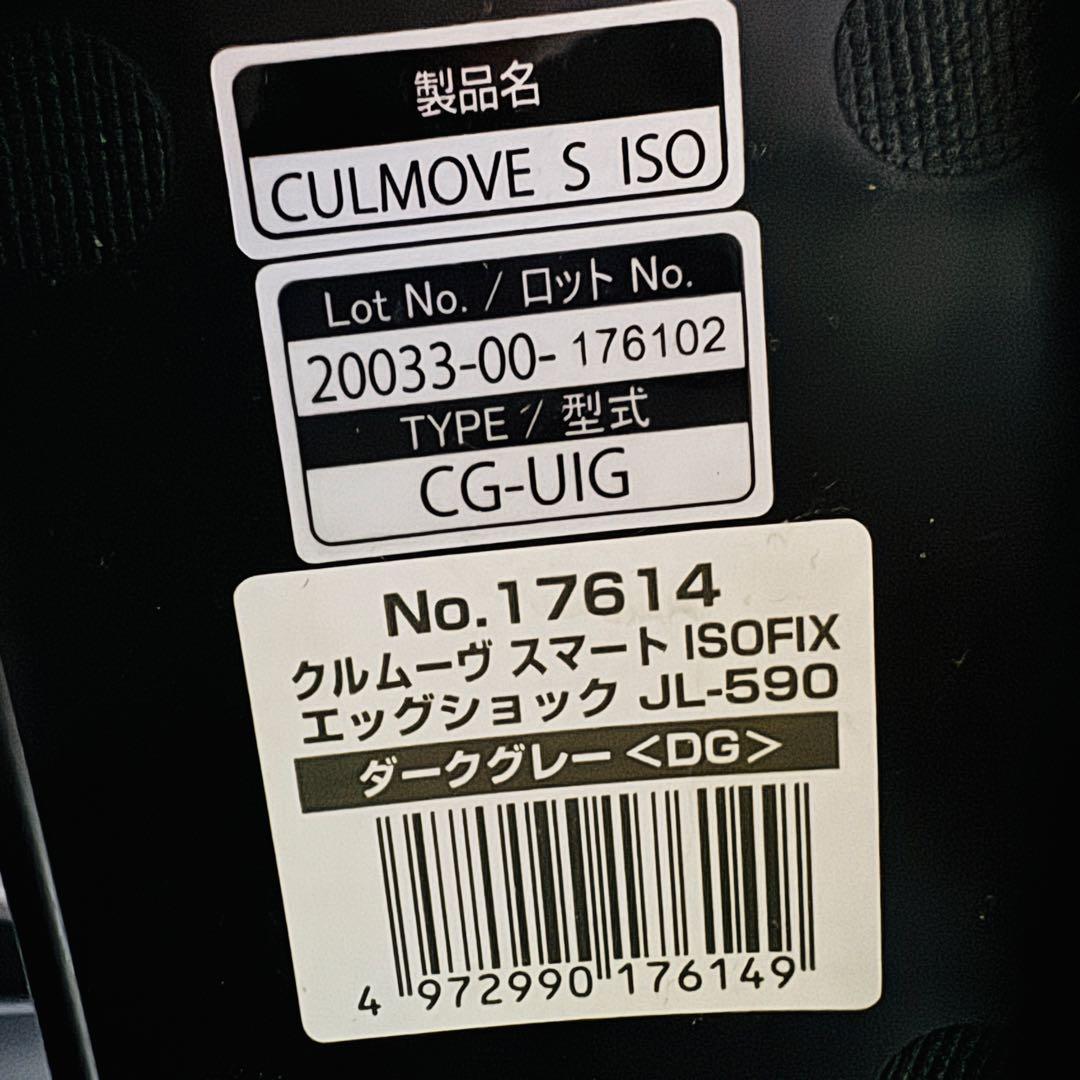 製品名
CULMOVE S ISO
Lot No. / ロット No.
20033-00-176102
TYPE / 型式
CG-UIG
No.17614
クルムーヴ スマート ISOFIX
エッグショック JL-590
ダークグレー<DG>
4 972990 176149